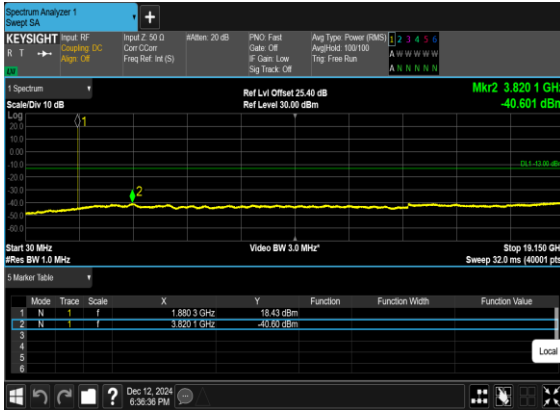 Spectrum Analyzer 1
Swept SA
KEYSIGHT
R T
Input: RF
Coupling: DC
Align: Off
Input Z: 50 Ω
Corr CCorr
Freq Ref: Int (S)
#Atten: 20 dB
PNO: Fast
Gate: Off
IF Gain: Low
Sig Track: Off
Avg Type: Power (RMS)
Avg|Hold: 100/100
Trig: Free Run
1 2 3 4 5 6
A W W W W W
A N N N N N
1 Spectrum
Scale/Div 10 dB
Ref Lvl Offset 25.40 dB
Ref Level 30.00 dBm
Mkr2 3.820 1 GHz
-40.601 dBm
Log
20.0
10.0
0.00
-10.0
-20.0
-30.0
-40.0
-50.0
-60.0
1
2
DL1 -13.00 dBm
Start 30 MHz
#Res BW 1.0 MHz
Video BW 3.0 MHz*
Stop 19.150 GH
Sweep 32.0 ms (40001 pts
5 Marker Table
Mode Trace Scale X Y Function Function Width Function Value
1 N 1 f 1.880 3 GHz 18.43 dBm
2 N 1 f 3.820 1 GHz -40.60 dBm
3
4
5
6
Local
Dec 12, 2024
6:36:36 PM